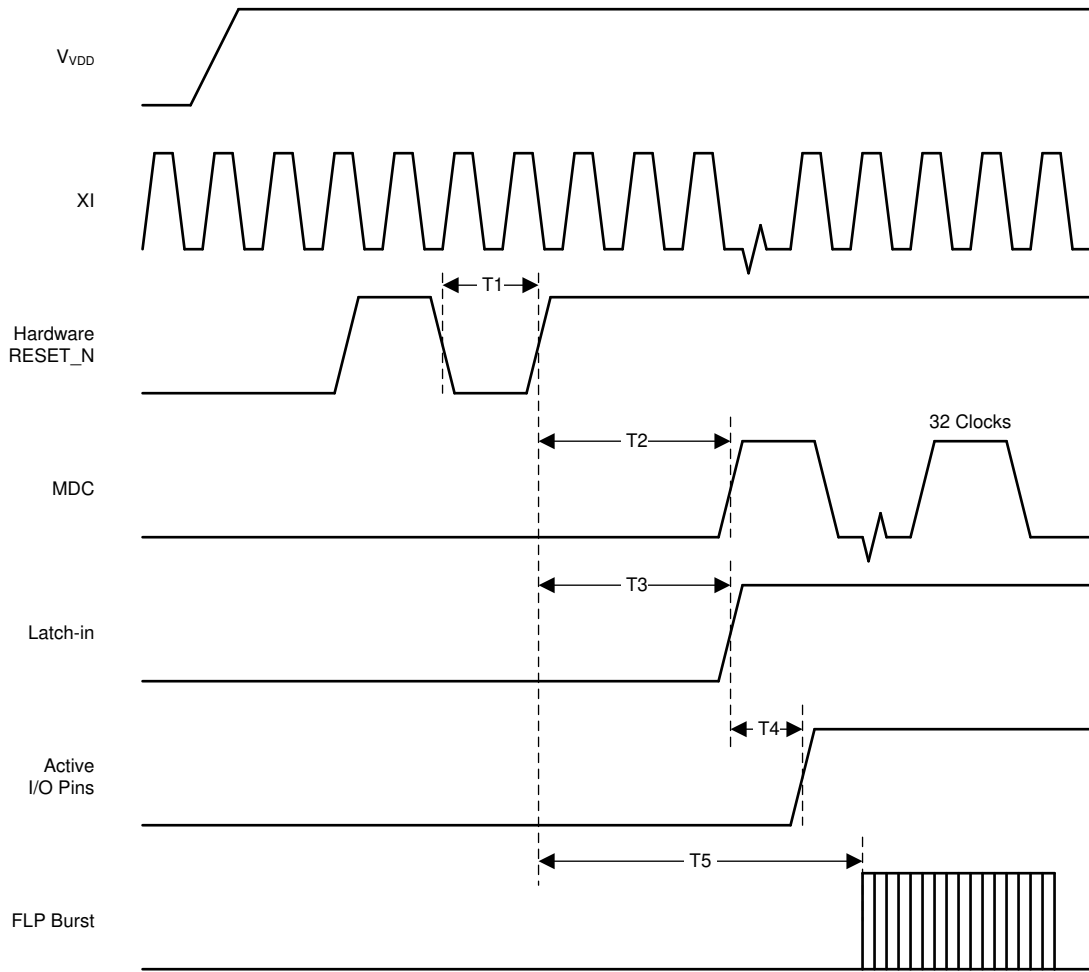 VVDD
XI
T1
Hardware
RESET_N
32 Clocks
T2
MDC
T3
Latch-in
T4
Active
I/O Pins
T5
FLP Burst